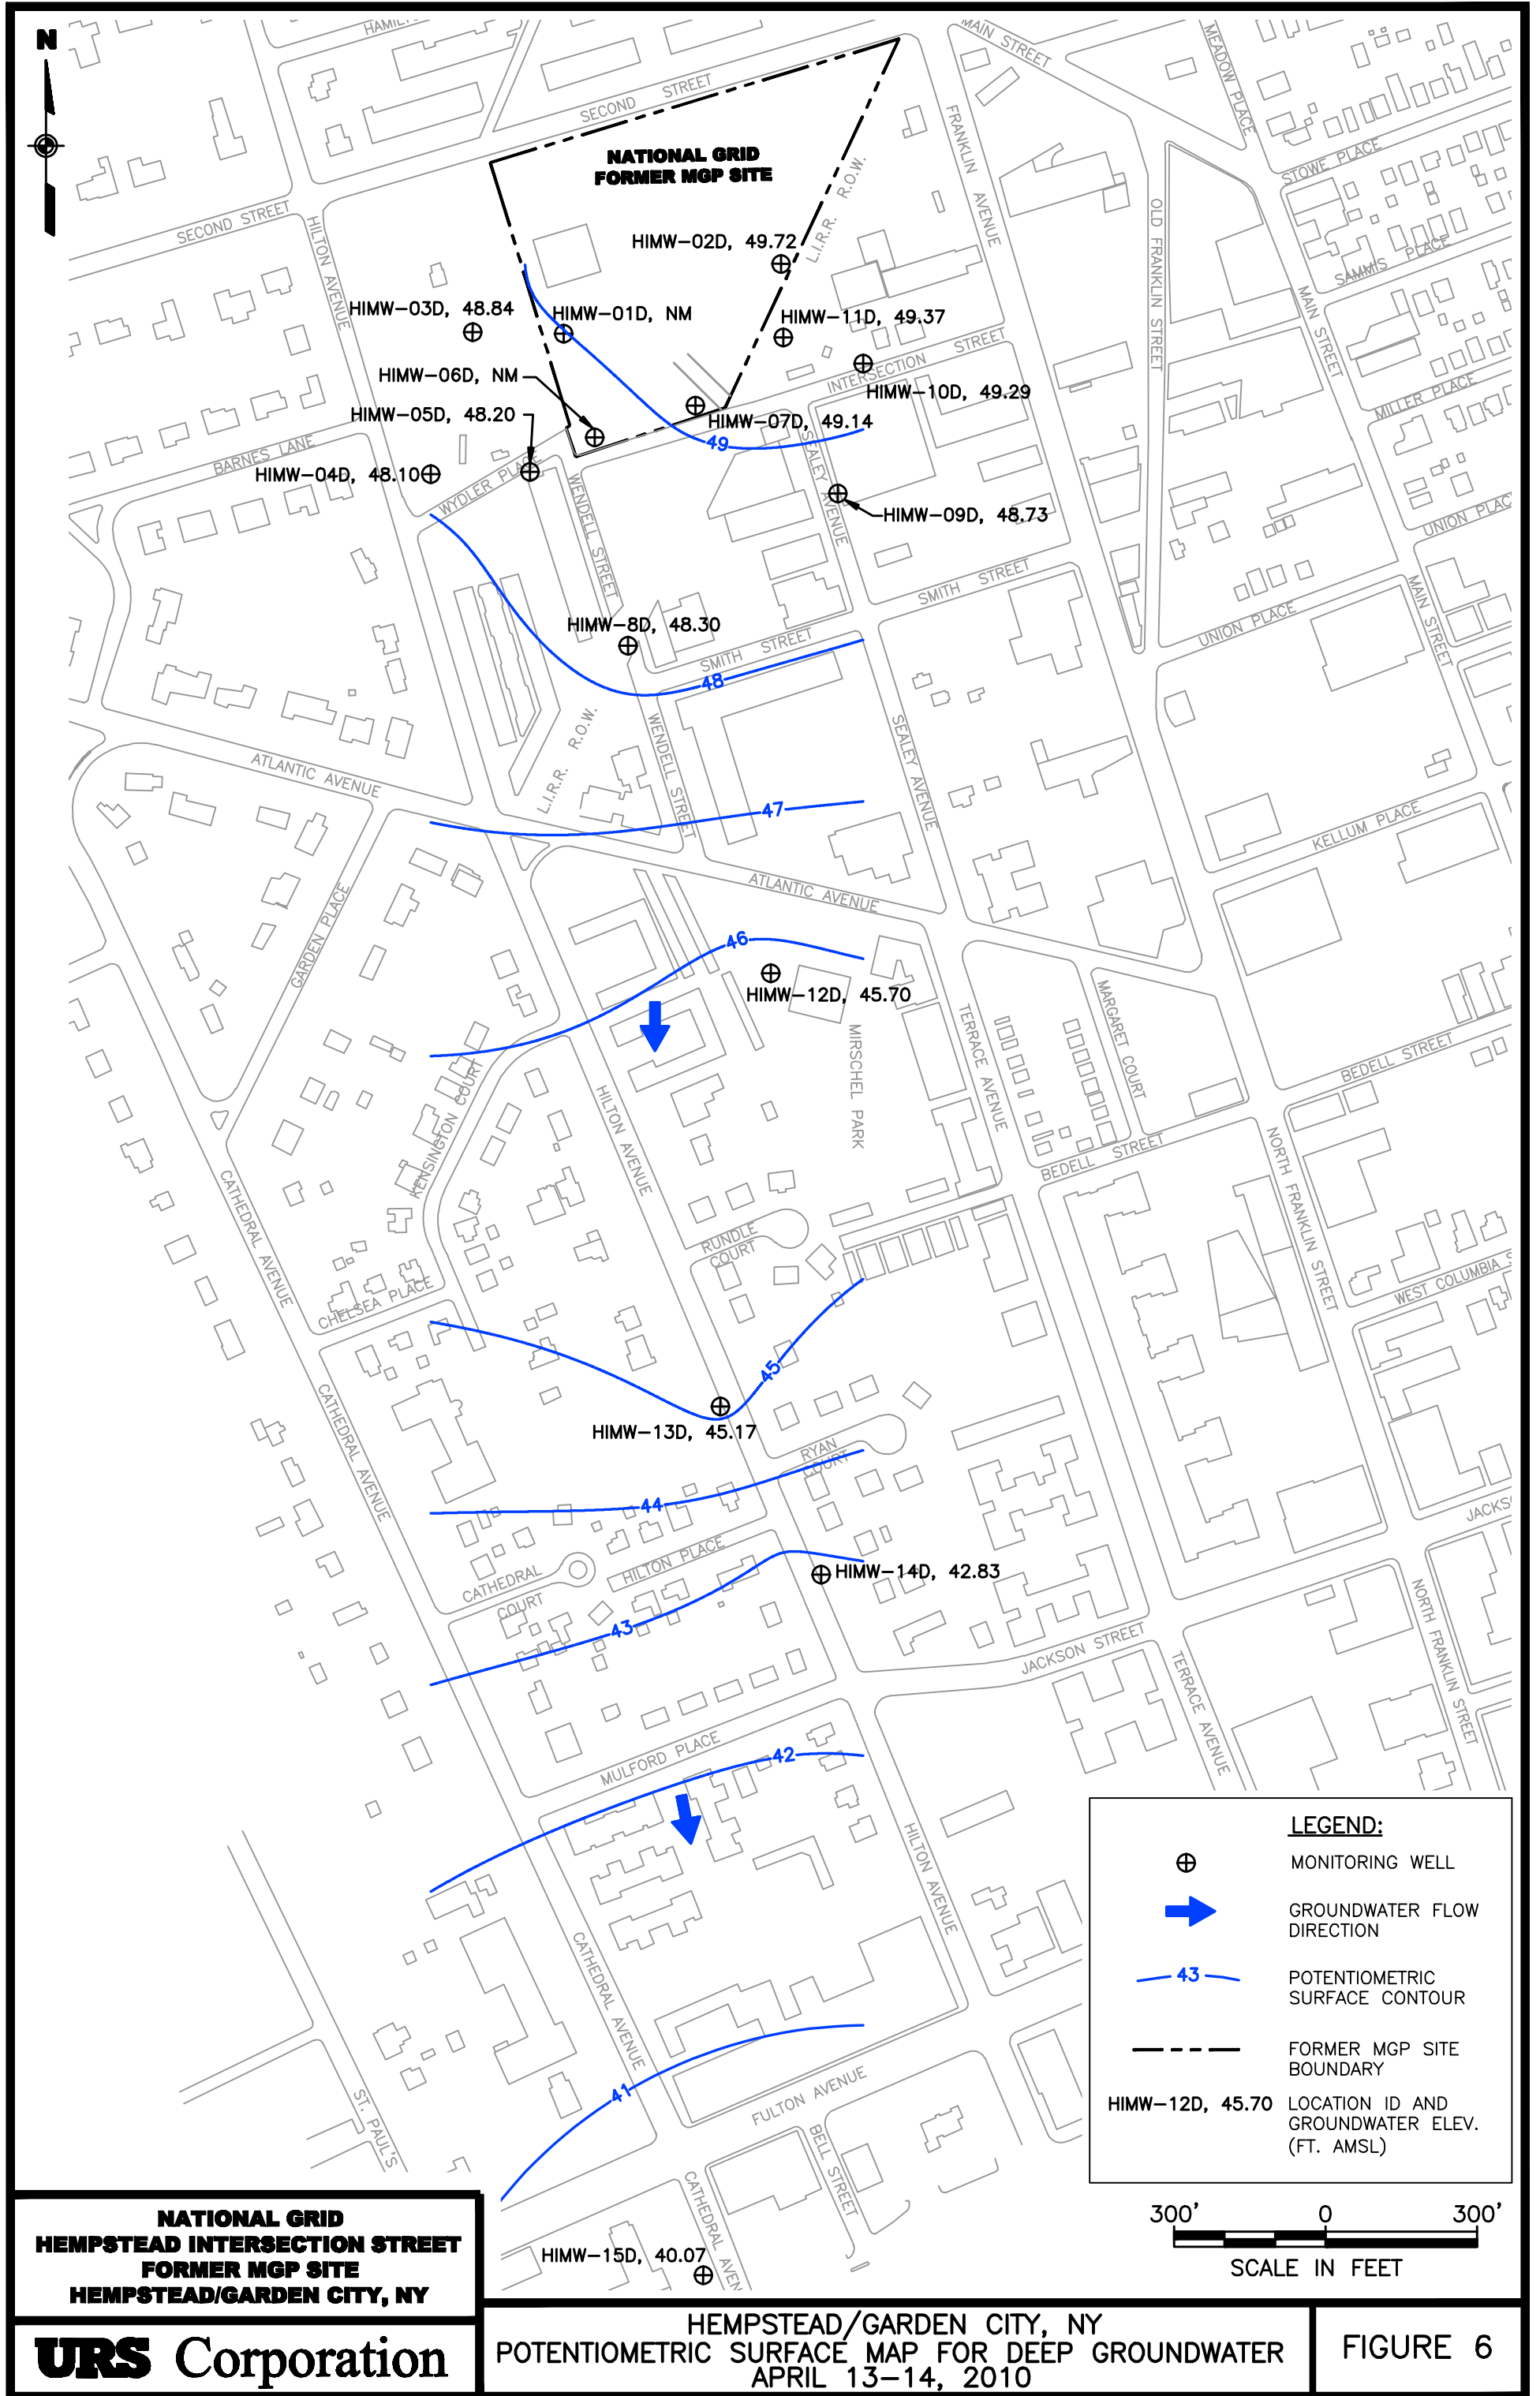 N
HAMIL
MAIN STREET
MEADOW PLACE
SECOND STREET
NATIONAL GRID
FORMER MGP SITE
FRANKLIN AVENUE
STOWE PLACE
L.I.R.R. R.O.W.
SECOND STREET
HILTON AVENUE
OLD FRANKLIN STREET
HIMW-02D, 49.72
SAMMIS PLACE
HIMW-03D, 48.84
HIMW-01D, NM
HIMW-11D, 49.37
MAIN STREET
INTERSECTION STREET
HIMW-06D, NM
HIMW-10D, 49.29
MILLER PLACE
HIMW-05D, 48.20
HIMW-07D, 49.14
49
BARNES LANE
HIMW-04D, 48.10
WYDLER PLACE
WENDELL STREET
SEALEY AVENUE
HIMW-09D, 48.73
UNION PLAC
SMITH STREET
MAIN STREET
HIMW-8D, 48.30
UNION PLACE
SMITH STREET
48
WENDELL STREET
L.I.R.R. R.O.W.
SEALEY AVENUE
ATLANTIC AVENUE
47
KELLUM PLACE
ATLANTIC AVENUE
GARDEN PLACE
46
HIMW-12D, 45.70
MARGARET COURT
TERRACE AVENUE
MIRSCHEL PARK
BEDELL STREET
KENSINGTON COURT
HILTON AVENUE
BEDELL STREET
NORTH FRANKLIN STREET
CATHEDRAL AVENUE
RUNDLE
COURT
WEST COLUMBIA S
CHELSEA PLACE
45
CATHEDRAL AVENUE
HIMW-13D, 45.17
RYAN
COURT
44
JACKS
HILTON PLACE
CATHEDRAL
COURT
HIMW-14D, 42.83
43
NORTH FRANKLIN STREET
JACKSON STREET
TERRACE AVENUE
MULFORD PLACE
42
HILTON AVENUE
CATHEDRAL AVENUE
41
FULTON AVENUE
BELL STREET
ST. PAUL'S
CATHEDRAL AVEN
HIMW-15D, 40.07
LEGEND:
MONITORING WELL
GROUNDWATER FLOW
DIRECTION
43
POTENTIOMETRIC
SURFACE CONTOUR
FORMER MGP SITE
BOUNDARY
HIMW-12D, 45.70
LOCATION ID AND
GROUNDWATER ELEV.
(FT. AMSL)
300' 0 300'
SCALE IN FEET
NATIONAL GRID
HEMPSTEAD INTERSECTION STREET
FORMER MGP SITE
HEMPSTEAD/GARDEN CITY, NY
URS Corporation
HEMPSTEAD/GARDEN CITY, NY
POTENTIOMETRIC SURFACE MAP FOR DEEP GROUNDWATER
APRIL 13-14, 2010
FIGURE 6